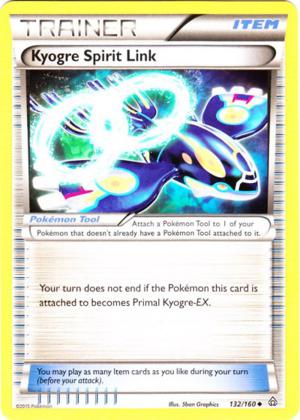 TRAINER ITEM
Kyogre Spirit Link
Pokémon Tool
Attach a Pokémon Tool to 1 of your
Pokémon that doesn't already have a Pokémon Tool attached to it.
Your turn does not end if the Pokémon this card is
attached to becomes Primal Kyogre-EX.
You may play as many Item cards as you like during your turn
(before your attack).
©2015 Pokémon Illus. 5ban Graphics 132/160